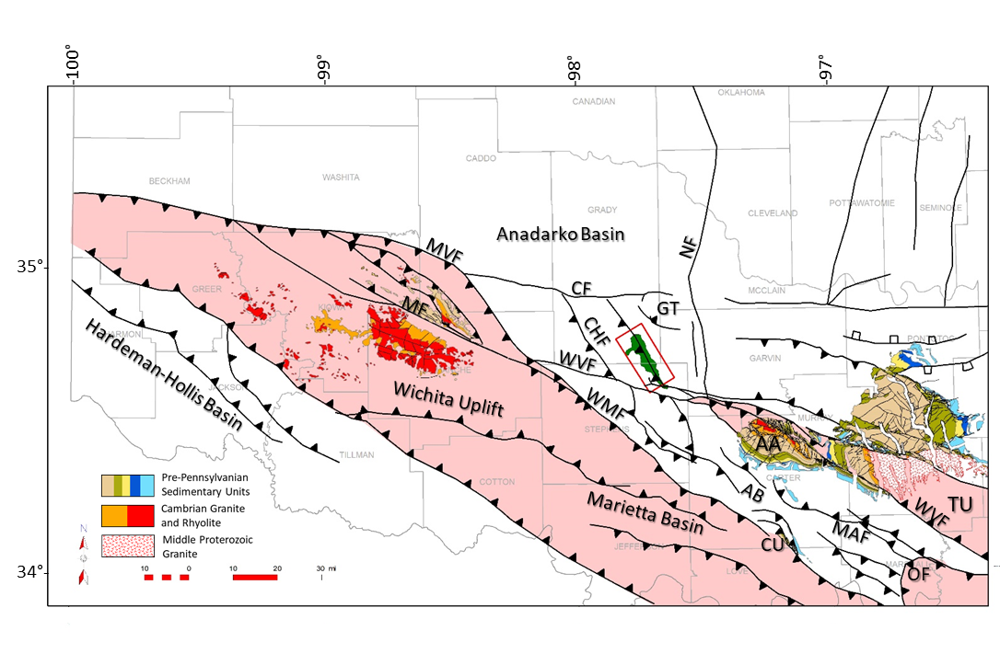 100°
99°
98°
97°
CANADIAN
OKLAHOMA
CADDO
BECKHAM
WASHITA
GRADY
CLEVELAND
POTTAWATOMIE
SEMINOLE
Anadarko Basin
MVF
NF
35°
GREER
CF
MCCLAIN
GT
MF
CHF
Hardeman-Hollis Basin
WVF
GARVIN
JACKSON
Wichita Uplift
WMF
STEPHENS
MURRAY
AA
TILLMAN
Pre-Pennsylvanian
Sedimentary Units
COTTON
CARTER
AB
Marietta Basin
WVF
TU
Cambrian Granite
and Rhyolite
N
Middle Proterozoic
Granite
MAF
CU
JEFFERSON
LOVE
OF
10 0 10 20 30 mi
34°